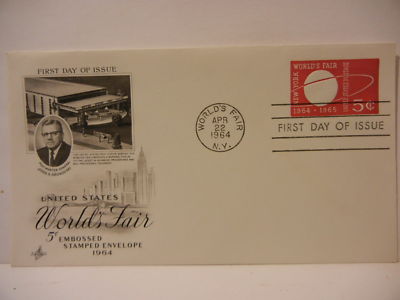 FIRST DAY OF ISSUE
UNITED STATES
World's Fair
5¢ EMBOSSED
STAMPED ENVELOPE
1964
WORLD'S FAIR
APR
22
1964
N.Y.
NEW YORK WORLD'S FAIR
1964-1965
5¢
FIRST DAY OF ISSUE